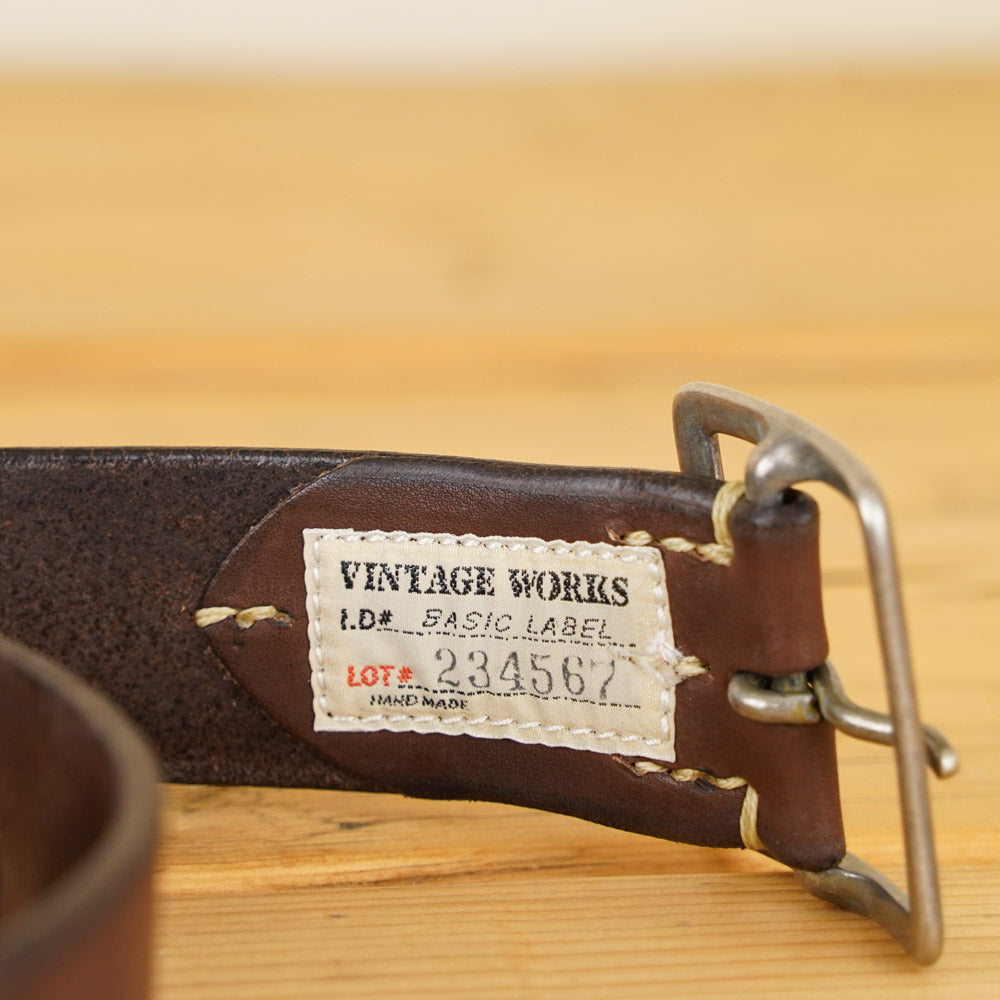 VINTAGE WORKS
I.D# BASIC LABEL
LOT# 234567
HAND MADE